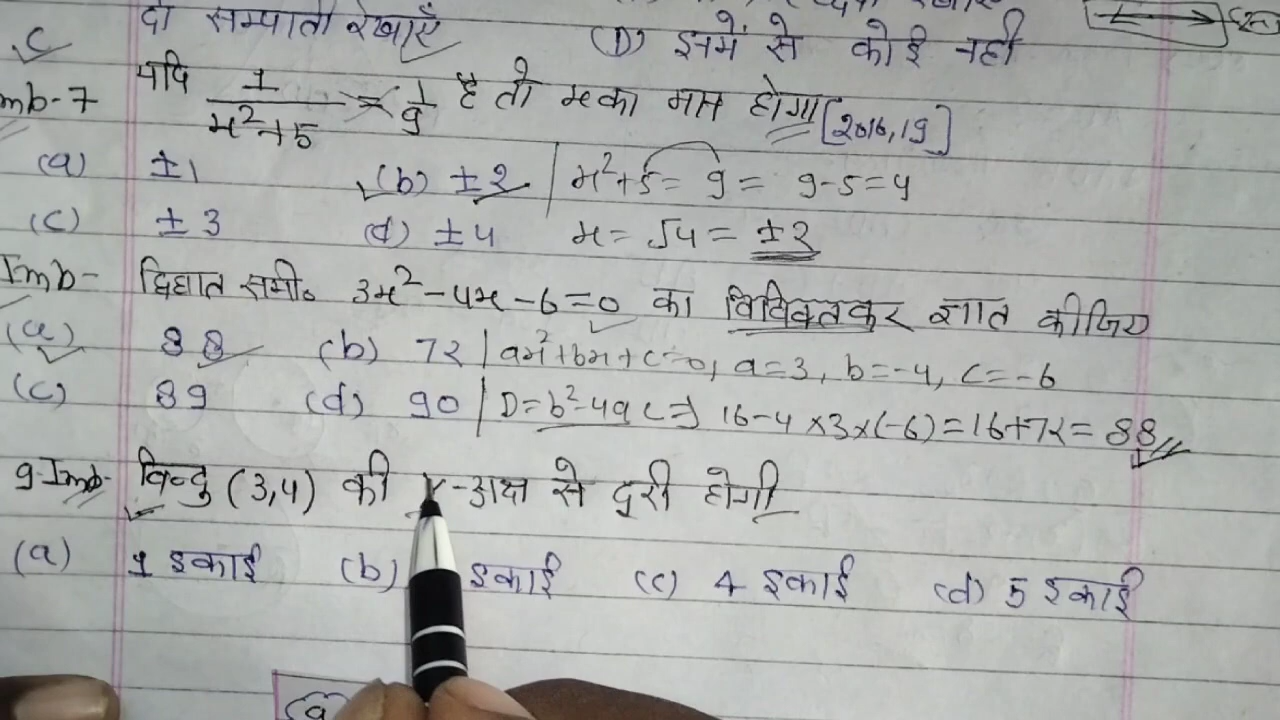 दो सम्पाती रेखाएँ (D) इनमें से कोई नही
C
mb-7 यदि 1/(x²+5) = 1/9 है तो x का मान होगा [2016,19]
(a) ±1 (b) ±2 | x²+5 = 9 = 9-5=4
(c) ± 3 (d) ±4 x = √4 = ±2
Imb- द्विघात समी० 3x²-4x-6=0 का विविक्तकर ज्ञात कीजिय
(a) 88 (b) 72 | ax²+bx+c=0, a=3, b=-4, c=-6
(c) 89 (d) 90 | D=b²-4ac ⇒ 16-4×3×(-6)=16+72=88
9-Imb- विन्दु (3,4) की -अक्ष से दुरी होगी
(a) 1 इकाई (b) इकाई (c) 4 इकाई (d) 5 इकाई